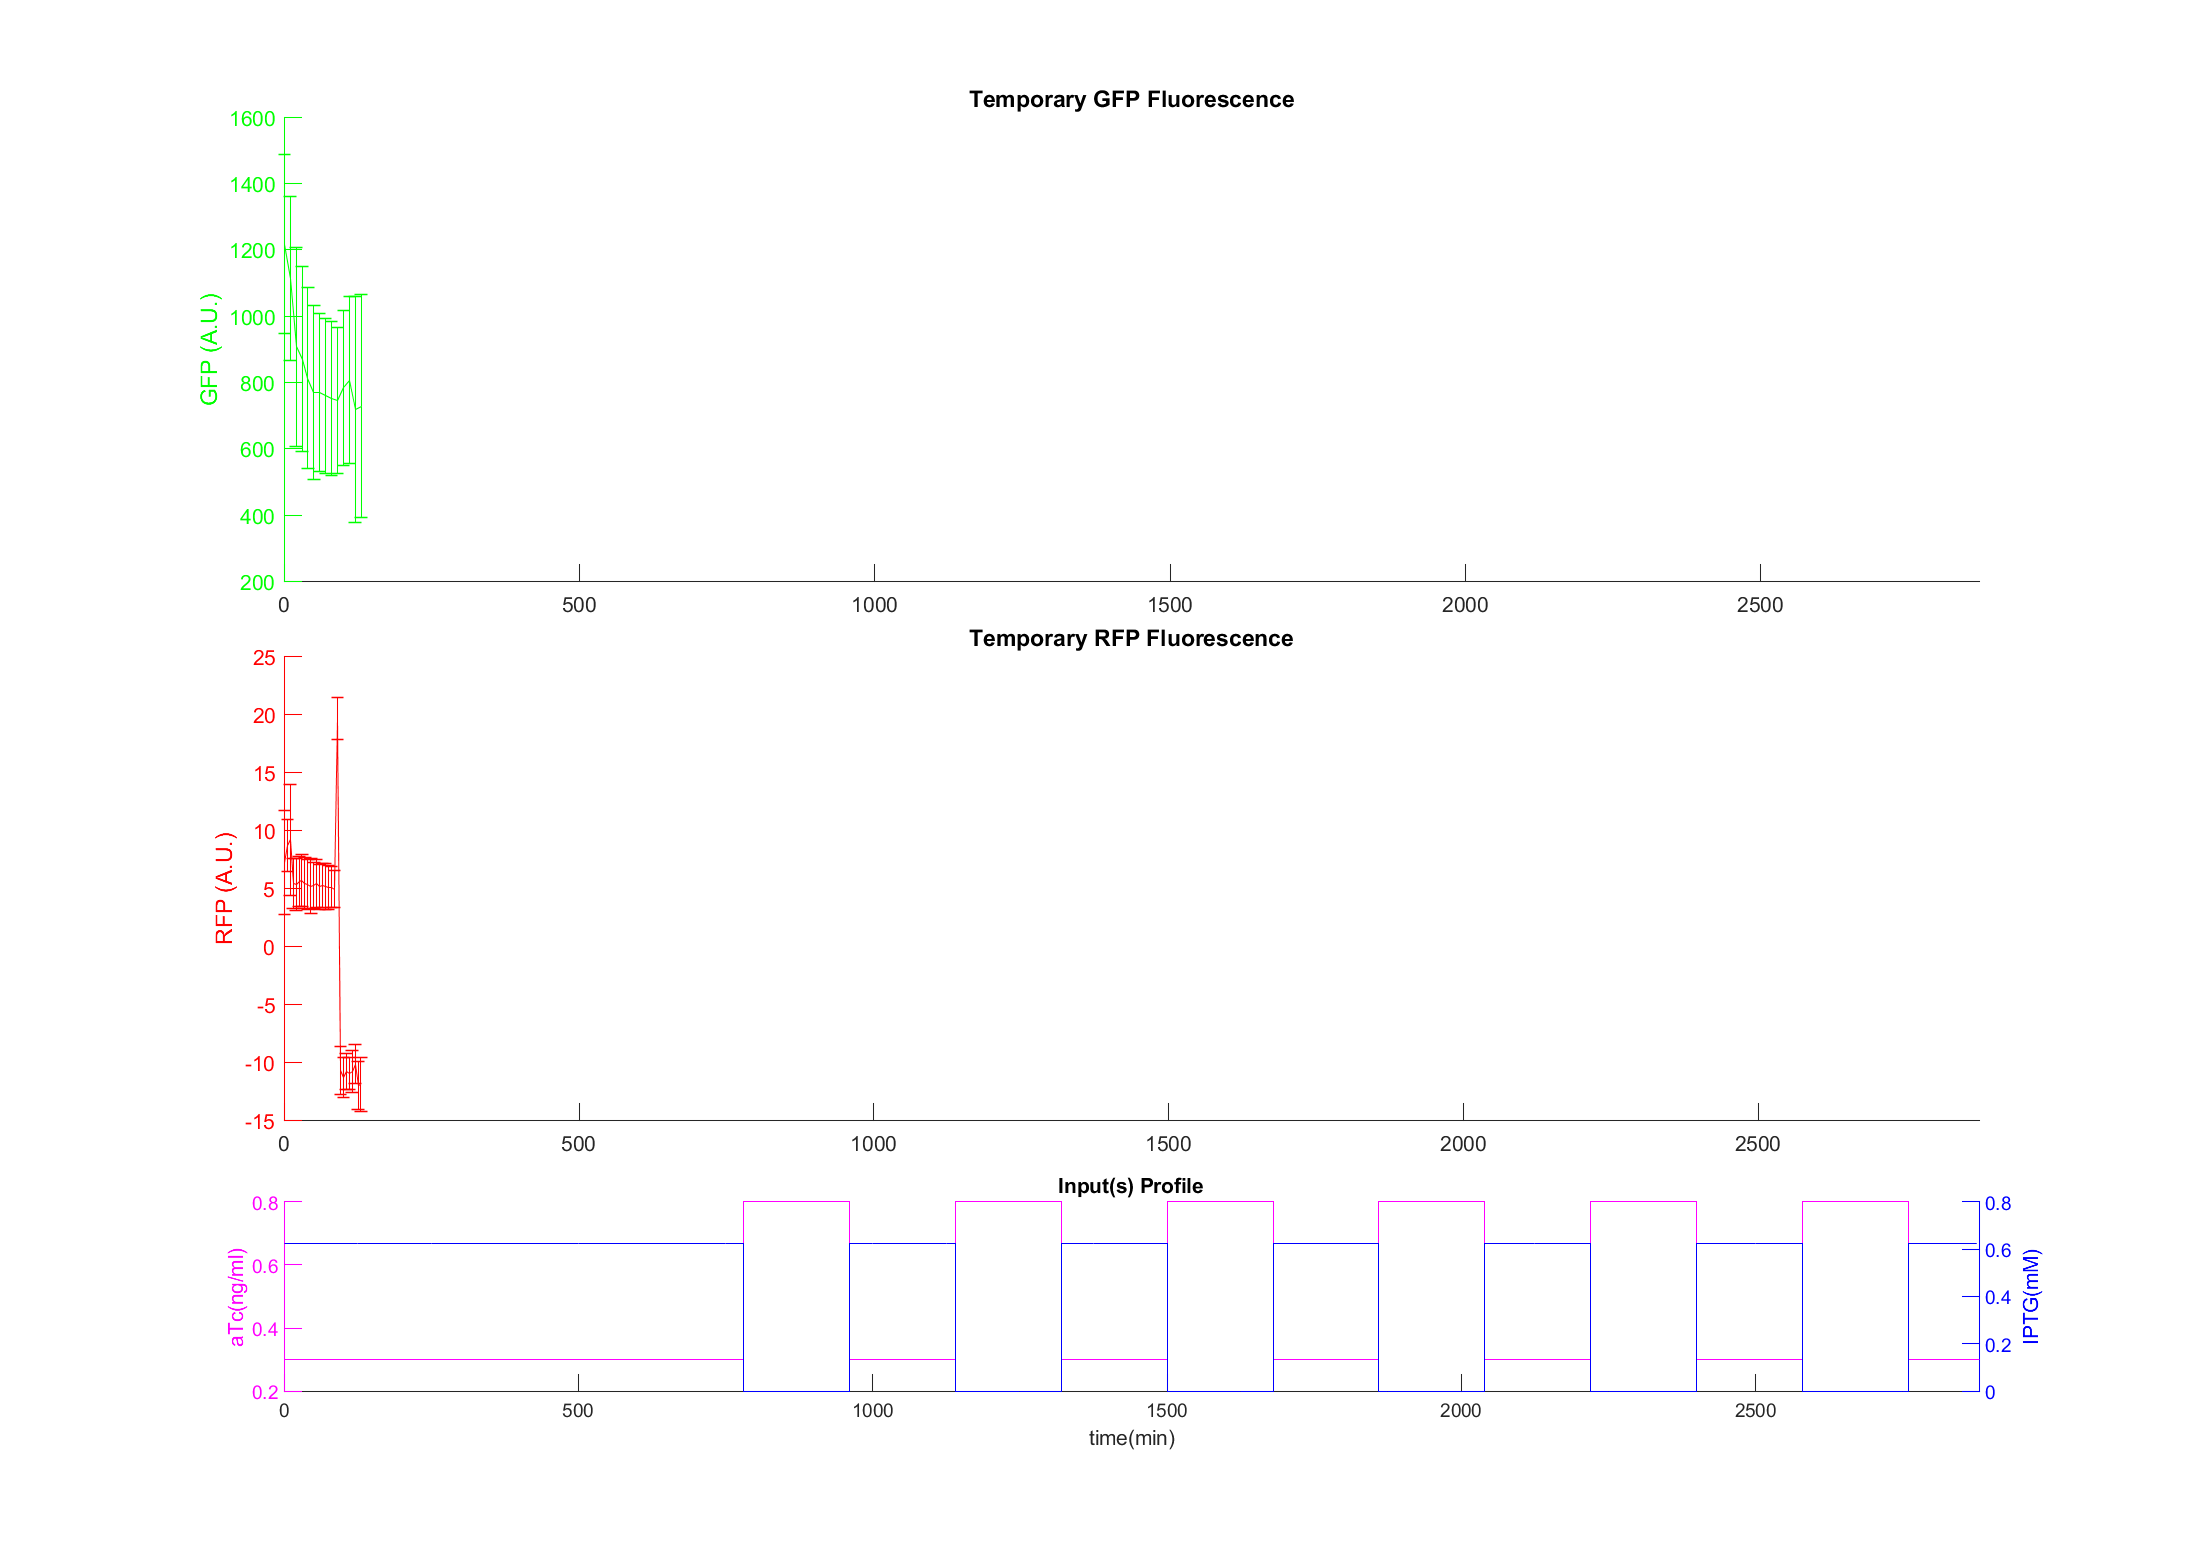 Temporary GFP Fluorescence
1600
1400
1200
1000
800
600
400
200
GFP (A.U.)
0 500 1000 1500 2000 2500
Temporary RFP Fluorescence
25
20
15
10
5
0
-5
-10
-15
RFP (A.U.)
0 500 1000 1500 2000 2500
Input(s) Profile
0.8
0.6
0.4
0.2
aTc(ng/ml)
0.8
0.6
0.4
0.2
0
IPTG(mM)
0 500 1000 1500 2000 2500
time(min)